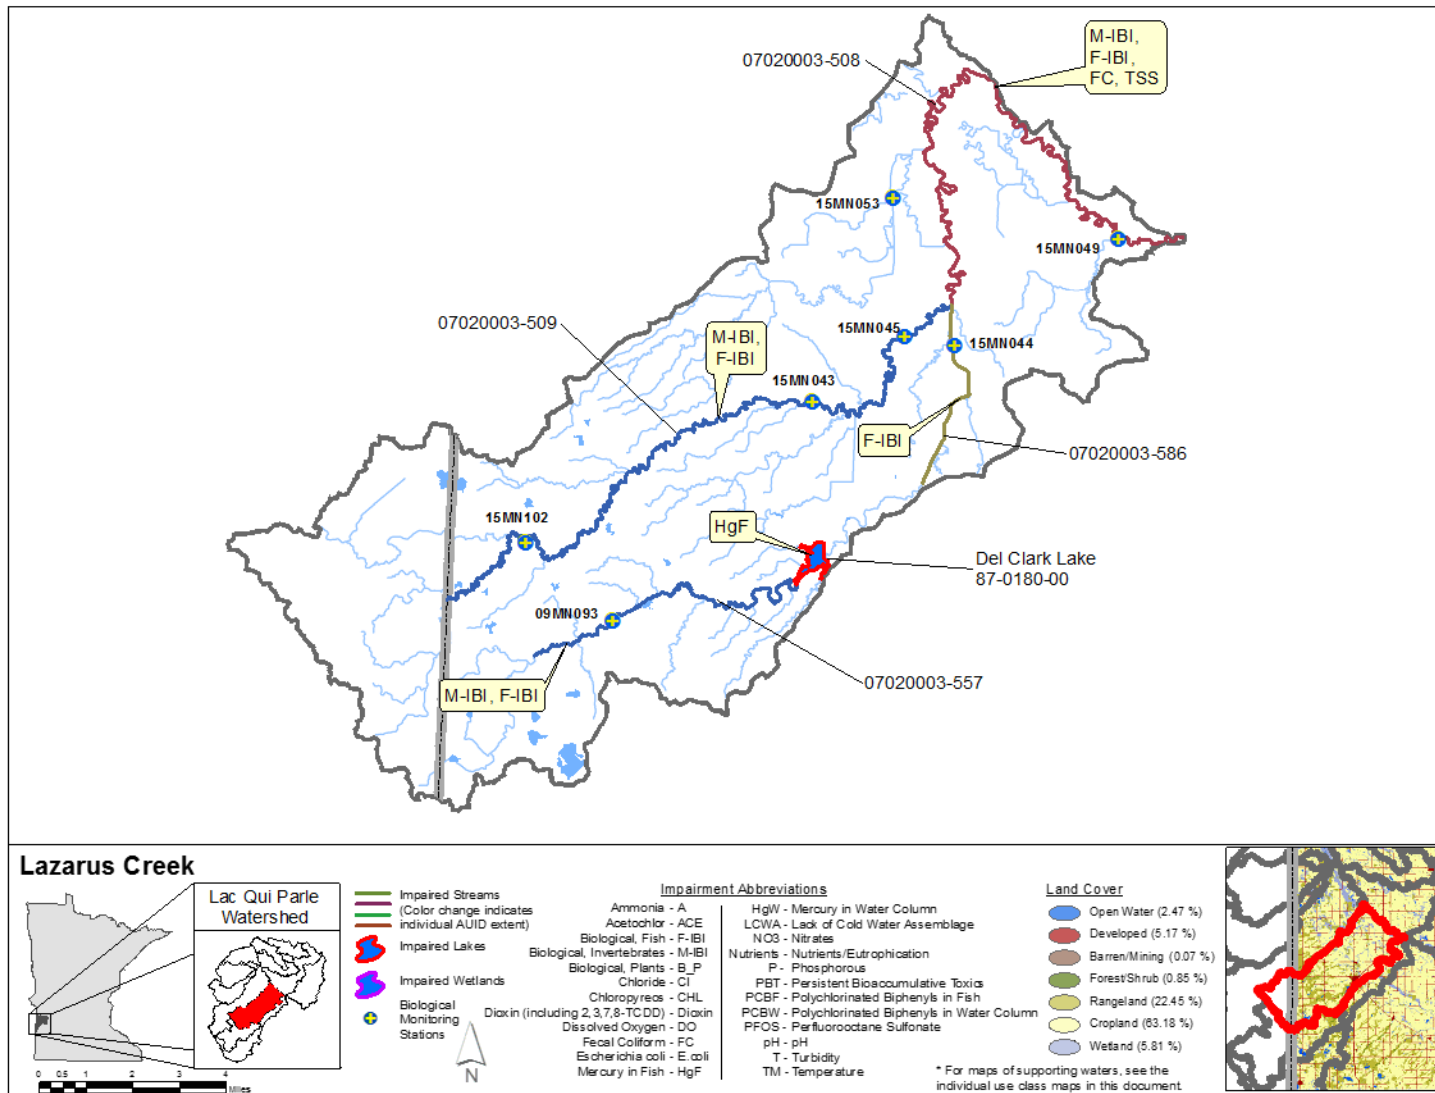 07020003-508
M-IBI,
F-IBI,
FC, TSS
15MN053
15MN049
07020003-509
M-IBI,
F-IBI
15MN045
15MN044
15MN043
F-IBI
07020003-586
15MN102
HgF
Del Clark Lake
87-0180-00
09MN093
M-IBI, F-IBI
07020003-557
Lazarus Creek
Lac Qui Parle
Watershed
0 0.5 1 2 3 4
Miles
Impaired Streams
(Color change indicates
individual AUID extent)
Impaired Lakes
Impaired Wetlands
Biological
Monitoring
Stations
N
Impairment Abbreviations
Ammonia - A
Acetochlor - ACE
Biological, Fish - F-IBI
Biological, Invertebrates - M-IBI
Biological, Plants - B_P
Chloride - Cl
Chloropyreos - CHL
Dioxin (including 2,3,7,8-TCDD) - Dioxin
Dissolved Oxygen - DO
Fecal Coliform - FC
Escherichia coli - E.coli
Mercury in Fish - HgF
HgW - Mercury in Water Column
LCWA - Lack of Cold Water Assemblage
NO3 - Nitrates
Nutrients - Nutrients/Eutrophication
P - Phosphorous
PBT - Persistent Bioaccumulative Toxics
PCBF - Polychlorinated Biphenyls in Fish
PCBW - Polychlorinated Biphenyls in Water Column
PFOS - Perfluorooctane Sulfonate
pH - pH
T - Turbidity
TM - Temperature
Land Cover
Open Water (2.47 %)
Developed (5.17 %)
Barren/Mining (0.07 %)
Forest/Shrub (0.85 %)
Rangeland (22.45 %)
Cropland (63.18 %)
Wetland (5.81 %)
* For maps of supporting waters, see the
individual use class maps in this document.